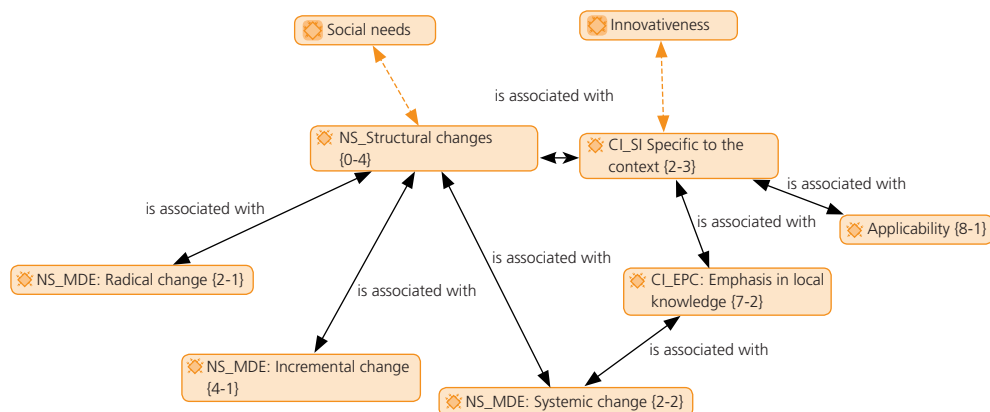 Social needs
Innovativeness
is associated with
NS_Structural changes
{0-4}
CI_SI Specific to the
context {2-3}
is associated with
is associated with
is associated with
Applicability {8-1}
is associated with
NS_MDE: Radical change {2-1}
CI_EPC: Emphasis in local
knowledge {7-2}
is associated with
is associated with
NS_MDE: Incremental change
{4-1}
NS_MDE: Systemic change {2-2}